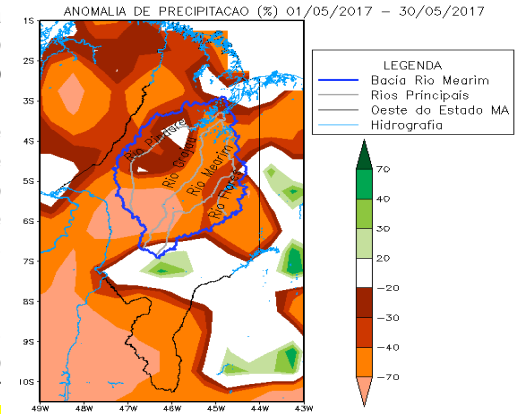 ANOMALIA DE PRECIPITACAO (%) 01/05/2017 – 30/05/2017
LEGENDA
Bacia Rio Mearim
Rios Principais
Oeste do Estado MA
Hidrografia
1S
2S
3S
4S
5S
6S
7S
8S
9S
10S
Rio Pindaré
Rio Grajaú
Rio Mearim
Rio Flores
70
40
30
20
−20
−30
−40
−70
49W 48W 47W 46W 45W 44W 43W